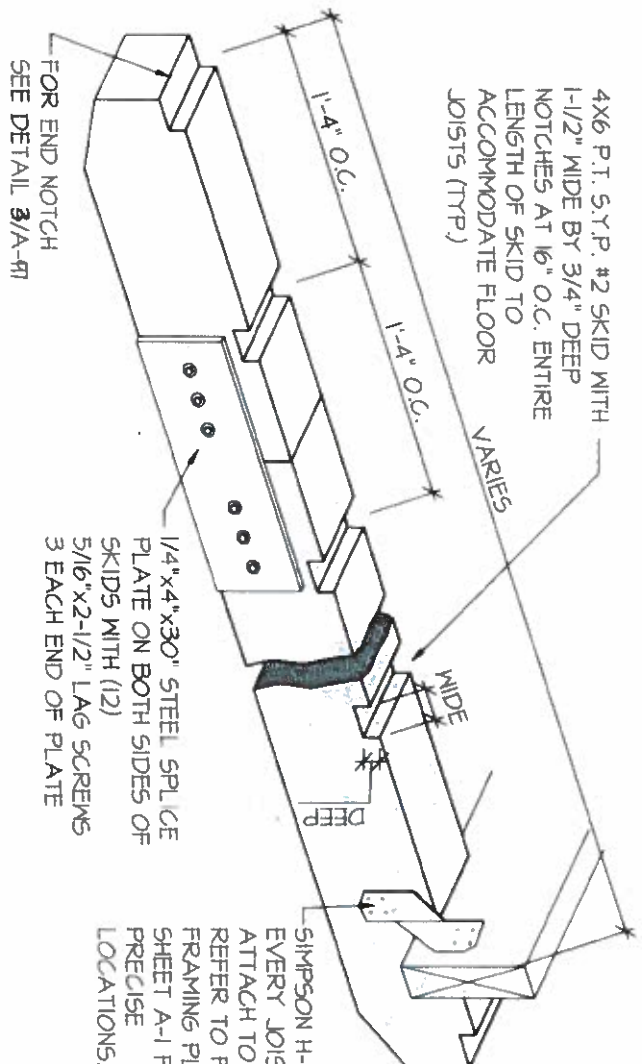 4X6 P.T. S.Y.P. #2 SKID WITH
1-1/2" WIDE BY 3/4" DEEP
NOTCHES AT 16" O.C. ENTIRE
LENGTH OF SKID TO
ACCOMMODATE FLOOR
JOISTS (TYP.)
VARIES
1'-4" O.C.
1'-4" O.C.
WIDE
DEEP
FOR END NOTCH
SEE DETAIL 3/A-97
1/4"x4"x30" STEEL SPLICE
PLATE ON BOTH SIDES OF
SKIDS WITH (12)
5/16"x2-1/2" LAG SCREWS
3 EACH END OF PLATE
SIMPSON H-
EVERY JOIS
ATTACH TO
REFER TO F
FRAMING PL
SHEET A-1 F
PRECISE
LOCATIONS.